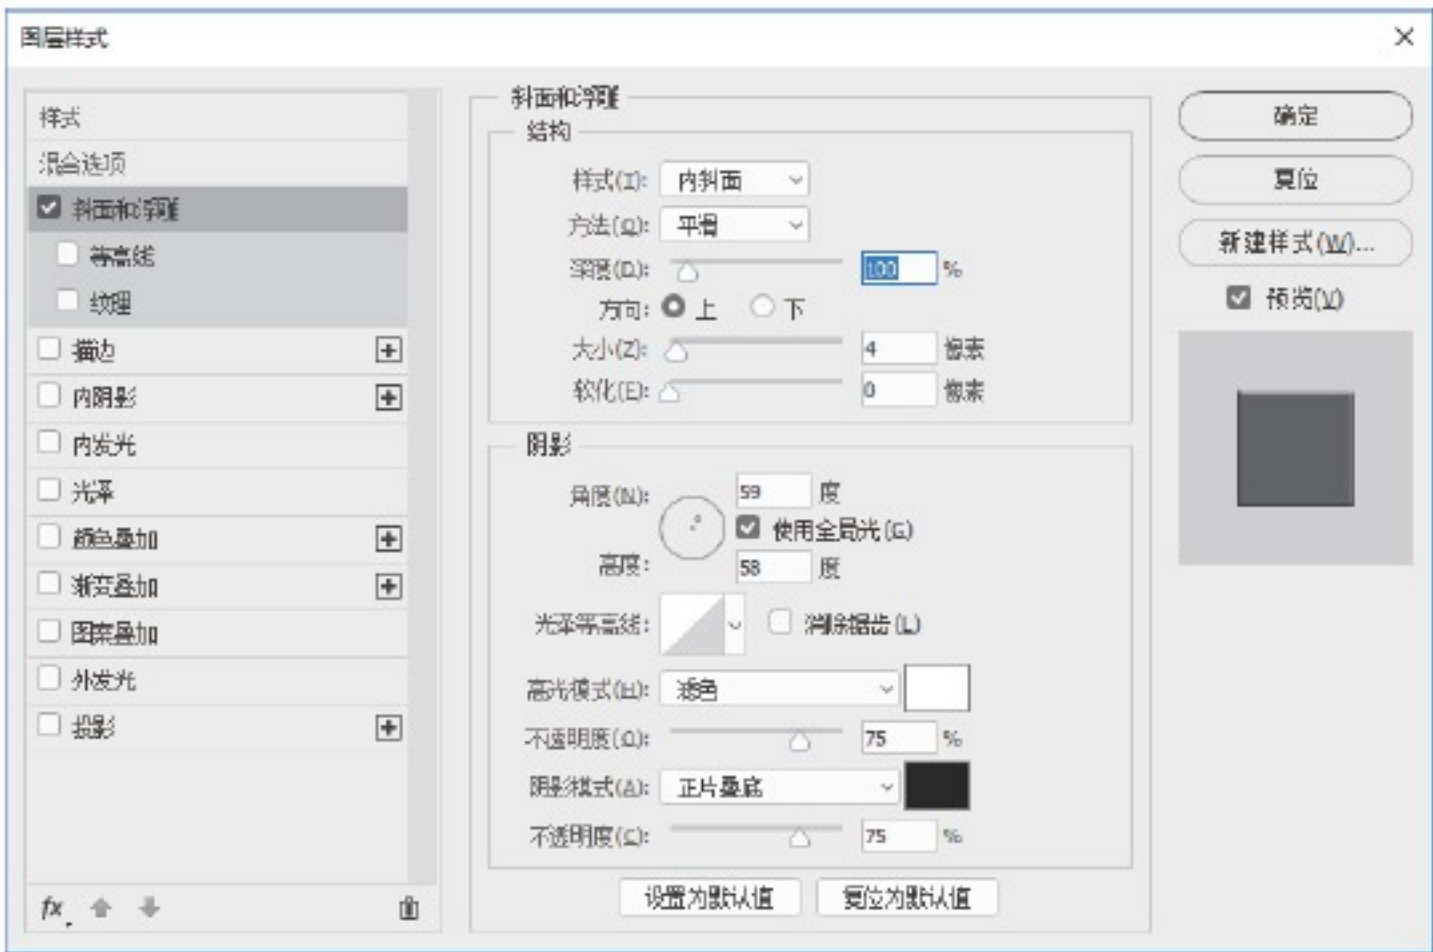 图层样式
样式
混合选项
斜面和浮雕
等高线
纹理
描边
内阴影
内发光
光泽
颜色叠加
渐变叠加
图案叠加
外发光
投影
fx
斜面和浮雕
结构
样式(T): 内斜面
方法(Q): 平滑
深度(D): 100 %
方向: 上 下
大小(Z): 4 像素
软化(F): 0 像素
阴影
角度(N): 59 度
使用全局光(G)
高度: 58 度
光泽等高线: 消除锯齿(L)
高光模式(H): 滤色
不透明度(O): 75 %
阴影模式(A): 正片叠底
不透明度(C): 75 %
设置为默认值 复位为默认值
确定
复位
新建样式(W)...
预览(V)